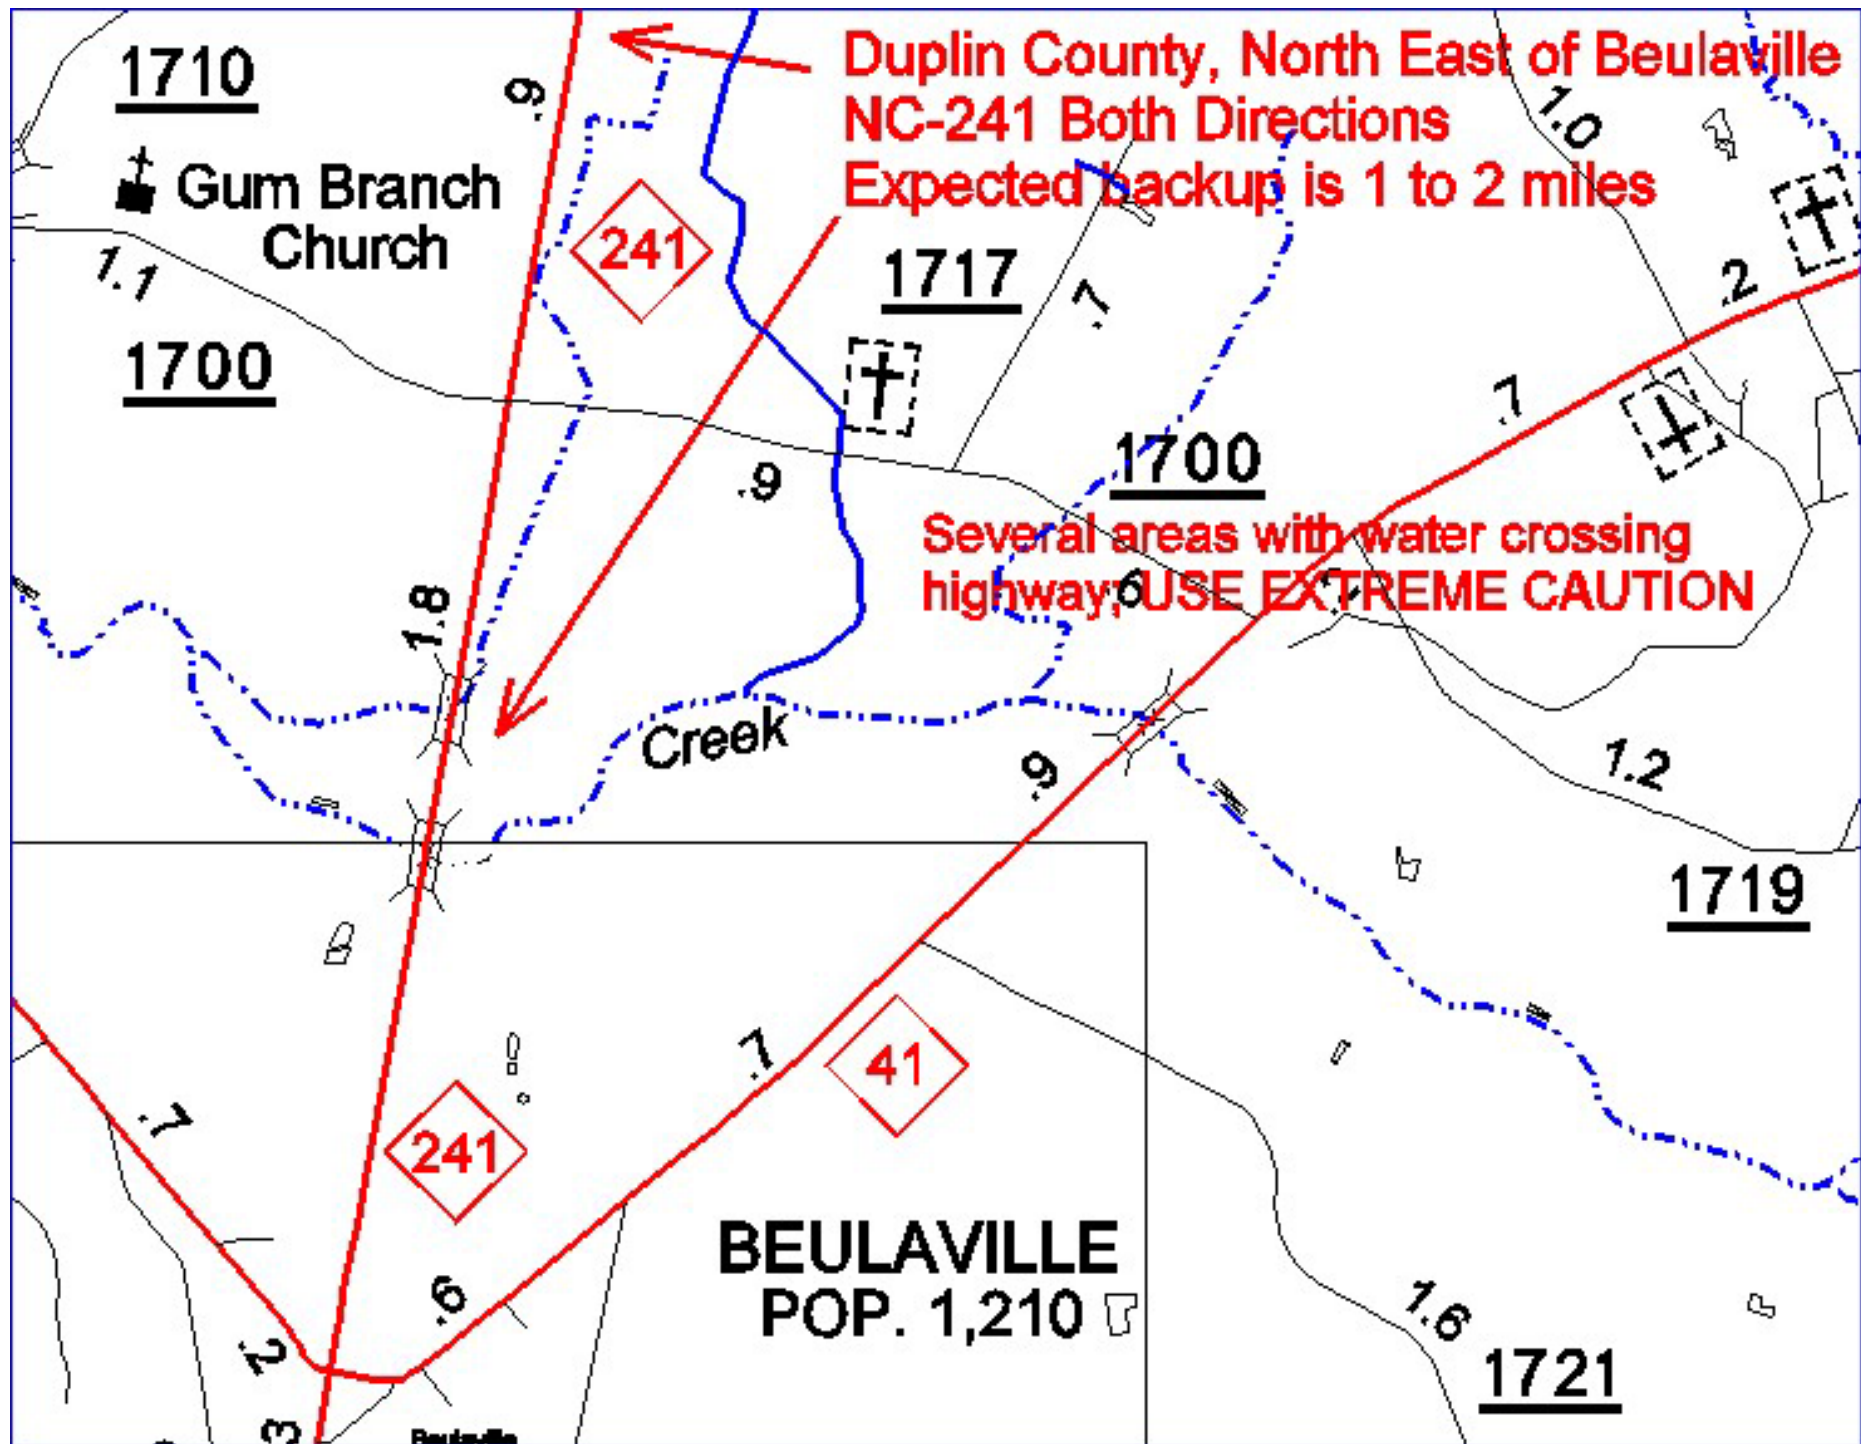 Duplin County, North East of Beulaville
NC-241 Both Directions
Expected backup is 1 to 2 miles
1710
.9
1.0
Gum Branch
Church
241
1.1
1717
.7
.2
1700
.7
1700
.9
Several areas with water crossing
highway; USE EXTREME CAUTION
1.8
.6
Creek
.9
1.2
1719
.7
41
.7
241
BEULAVILLE
POP. 1,210
.6
1.6
.2
1721
3
Beulaville